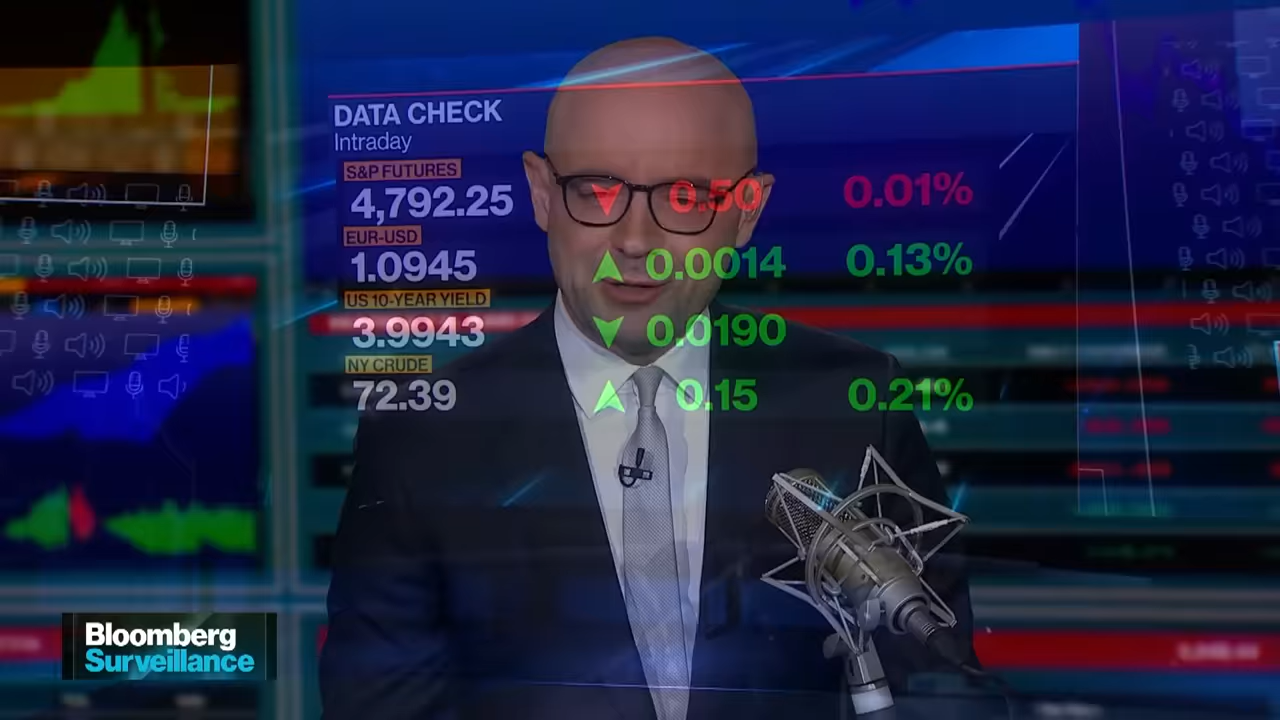 DATA CHECK
Intraday
S&P FUTURES
4,792.25 0.50 0.01%
EUR-USD
1.0945 0.0014 0.13%
US 10-YEAR YIELD
3.9943 0.0190
NY CRUDE
72.39 0.15 0.21%
Bloomberg
Surveillance